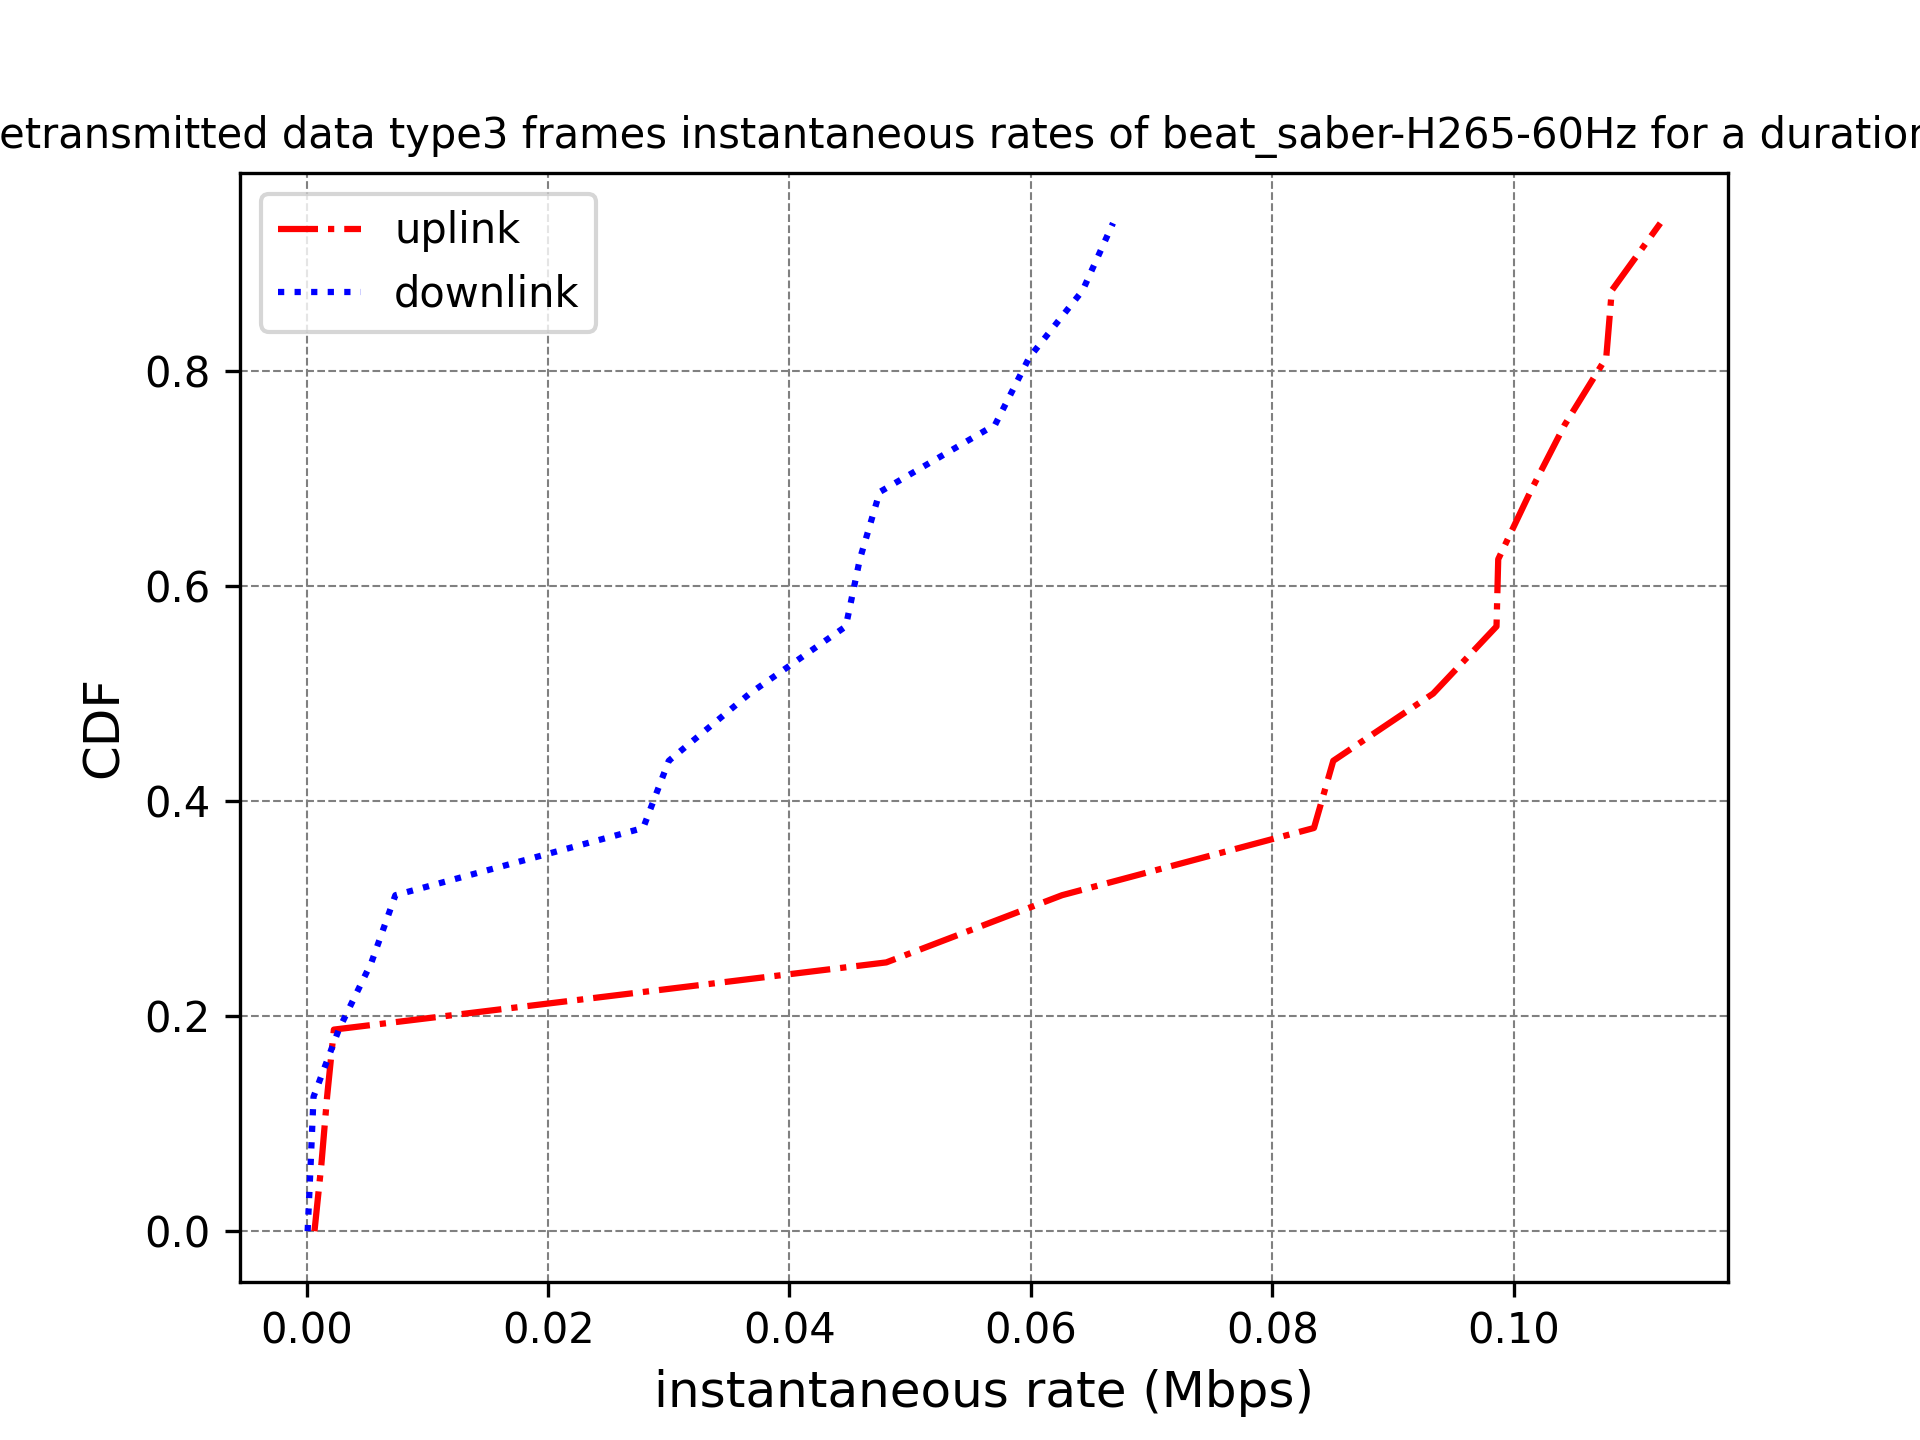 etransmitted data type3 frames instantaneous rates of beat_saber-H265-60Hz for a duration
uplink
downlink
0.8
0.6
0.4
0.2
0.0
CDF
0.00 0.02 0.04 0.06 0.08 0.10
instantaneous rate (Mbps)